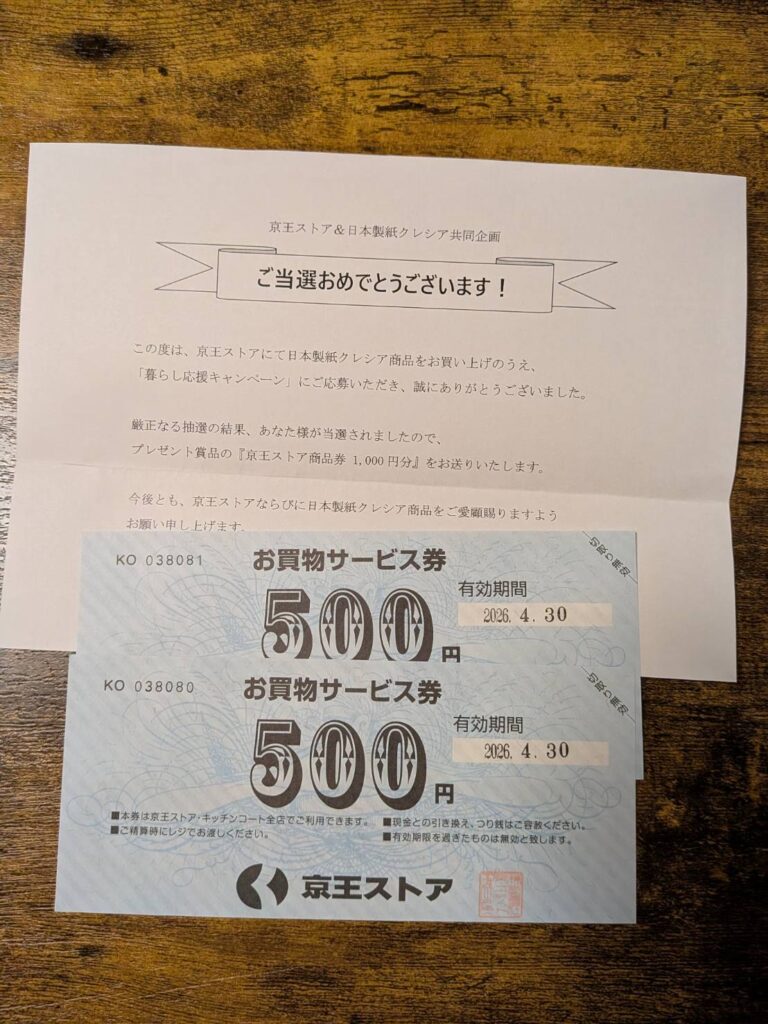 京王ストア&日本製紙クレシア共同企画
ご当選おめでとうございます!
この度は、京王ストアにて日本製紙クレシア商品をお買い上げのうえ、
「暮らし応援キャンペーン」にご応募いただき、誠にありがとうございました。
厳正なる抽選の結果、あなた様が当選されましたので、
プレゼント賞品の『京王ストア商品券 1,000円分』をお送りいたします。
今後とも、京王ストアならびに日本製紙クレシア商品をご愛顧賜りますよう
お願い申し上げます。
KO 038081
お買物サービス券
切取り無効
500円
有効期間
2026. 4. 30
KO 038080
お買物サービス券
切取り無効
500円
有効期間
2026. 4. 30
■本券は京王ストア・キッチンコート全店でご利用できます。
■ご精算時にレジでお渡しください。
■現金との引き換え、つり銭はご容赦ください。
■有効期限を過ぎたものは無効と致します。
京王ストア